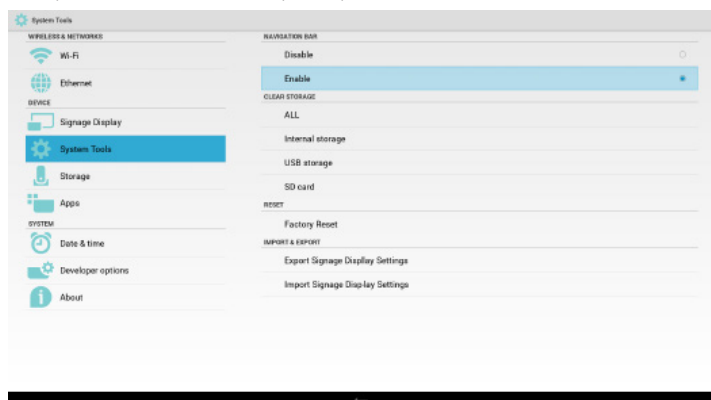 System Tools
WIRELESS & NETWORKS
Wi-Fi
Ethernet
DEVICE
Signage Display
System Tools
Storage
Apps
SYSTEM
Date & time
Developer options
About
NAVIGATION BAR
Disable
Enable
CLEAR STORAGE
ALL
Internal storage
USB storage
SD card
RESET
Factory Reset
IMPORT & EXPORT
Export Signage Display Settings
Import Signage Display Settings